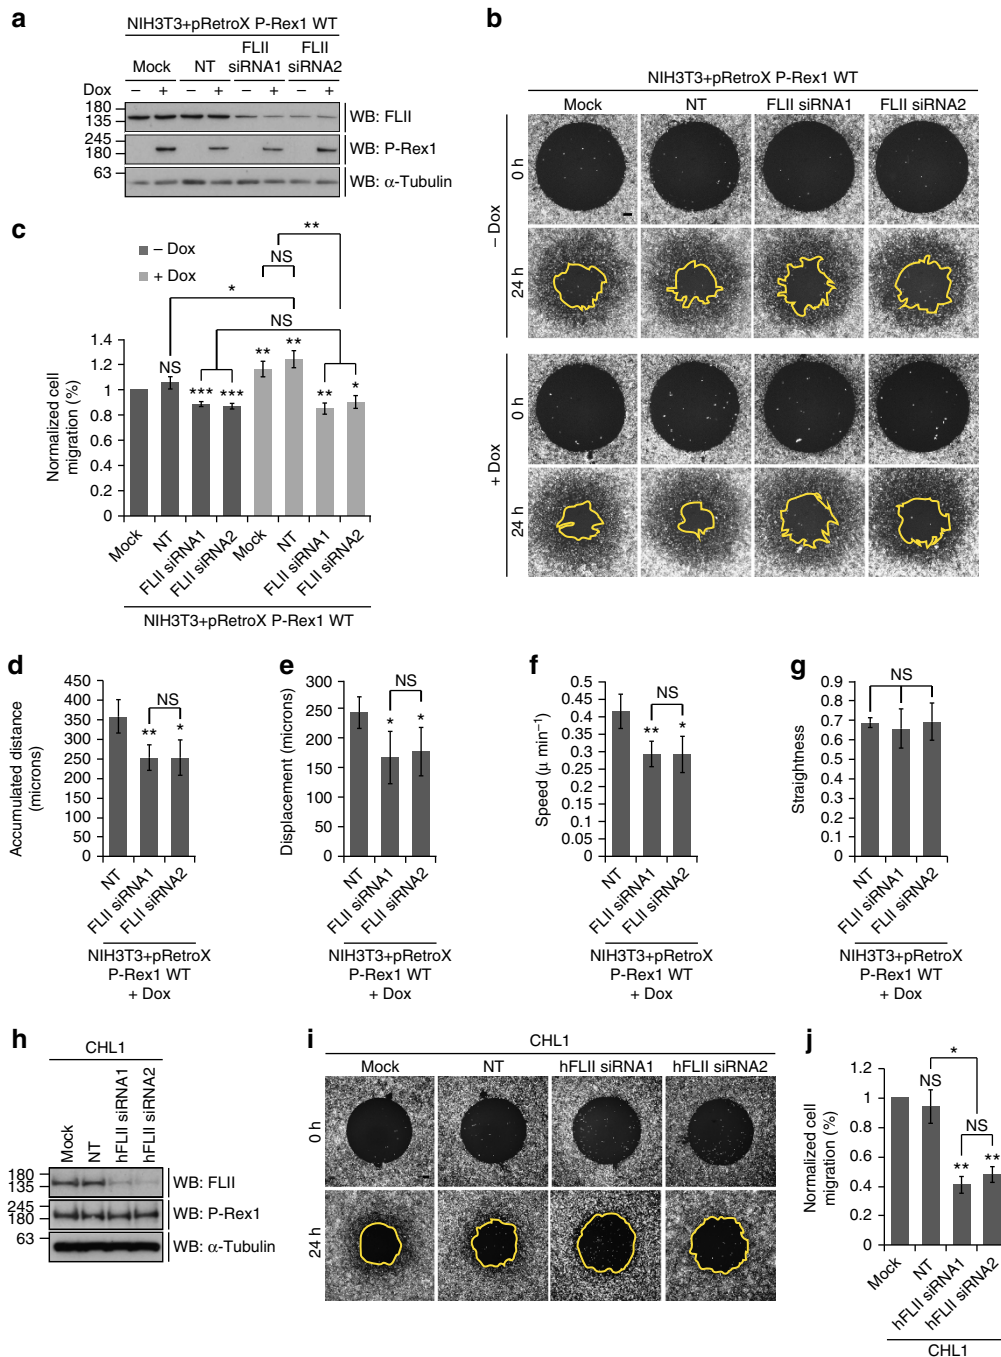 a
NIH3T3+pRetroX P-Rex1 WT
Mock NT FLII siRNA1 FLII siRNA2
Dox – + – + – + – +
180
135
WB: FLII
245
180
WB: P-Rex1
63
WB: α-Tubulin
b
NIH3T3+pRetroX P-Rex1 WT
Mock NT FLII siRNA1 FLII siRNA2
– Dox
0 h
24 h
+ Dox
0 h
24 h
c
– Dox
+ Dox
**
NS
*
NS
NS *** *** ** ** ** *
Normalized cell migration (%)
1.4
1.2
1
0.8
0.6
0.4
0.2
0
Mock NT FLII siRNA1 FLII siRNA2 Mock NT FLII siRNA1 FLII siRNA2
NIH3T3+pRetroX P-Rex1 WT
d
Accumulated distance (microns)
450
400
350
300
250
200
150
100
50
0
NS
** *
NT FLII siRNA1 FLII siRNA2
NIH3T3+pRetroX
P-Rex1 WT
+ Dox
e
Displacement (microns)
300
250
200
150
100
50
0
NS
* *
NT FLII siRNA1 FLII siRNA2
NIH3T3+pRetroX
P-Rex1 WT
+ Dox
f
Speed (μ min⁻¹)
0.5
0.45
0.4
0.35
0.3
0.25
0.2
0.15
0.1
0.05
0
NS
** *
NT FLII siRNA1 FLII siRNA2
NIH3T3+pRetroX
P-Rex1 WT
+ Dox
g
Straightness
0.9
0.8
0.7
0.6
0.5
0.4
0.3
0.2
0.1
0
NS
NT FLII siRNA1 FLII siRNA2
NIH3T3+pRetroX
P-Rex1 WT
+ Dox
h
CHL1
Mock NT hFLII siRNA1 hFLII siRNA2
180
135
WB: FLII
245
180
WB: P-Rex1
63
WB: α-Tubulin
i
CHL1
Mock NT hFLII siRNA1 hFLII siRNA2
0 h
24 h
j
Normalized cell migration (%)
1.2
1
0.8
0.6
0.4
0.2
0
*
NS
NS
** **
Mock NT hFLII siRNA1 hFLII siRNA2
CHL1